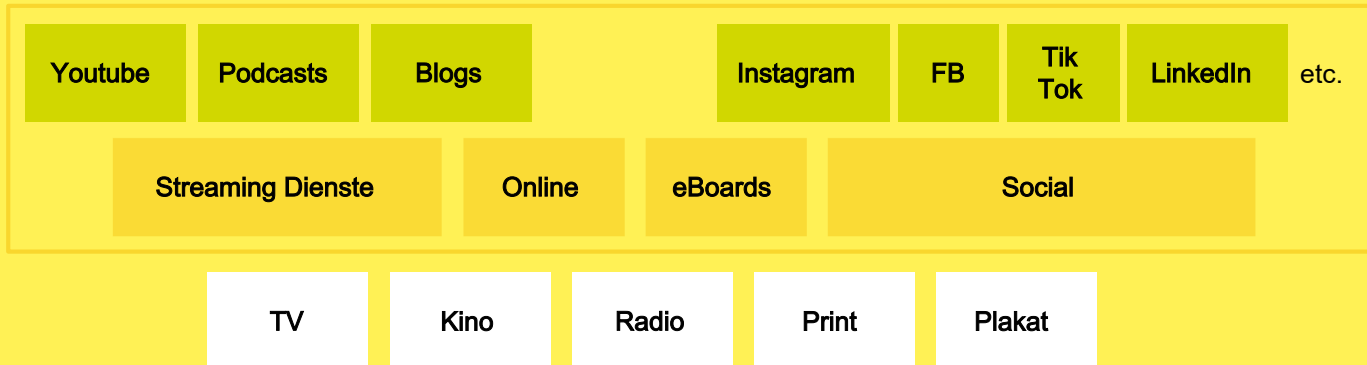 Youtube
Podcasts
Blogs
Instagram
FB
Tik
Tok
LinkedIn
etc.
Streaming Dienste
Online
eBoards
Social
TV
Kino
Radio
Print
Plakat